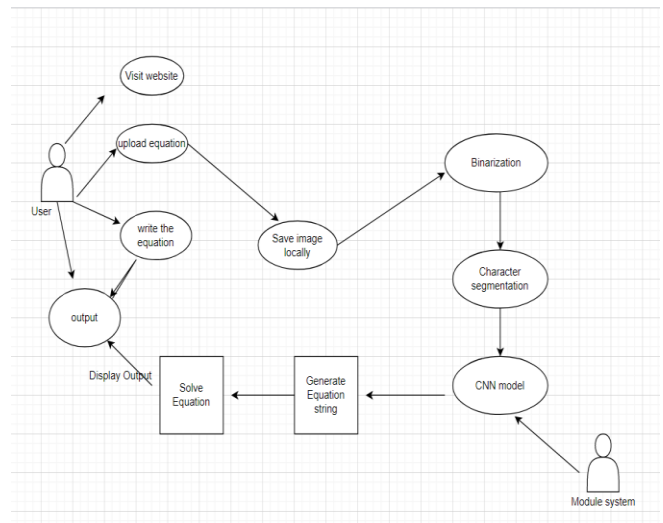 Visit website
upload equation
User
write the
equation
Save image
locally
Binarization
Character
segmentation
output
Display Output
Solve
Equation
Generate
Equation
string
CNN model
Module system